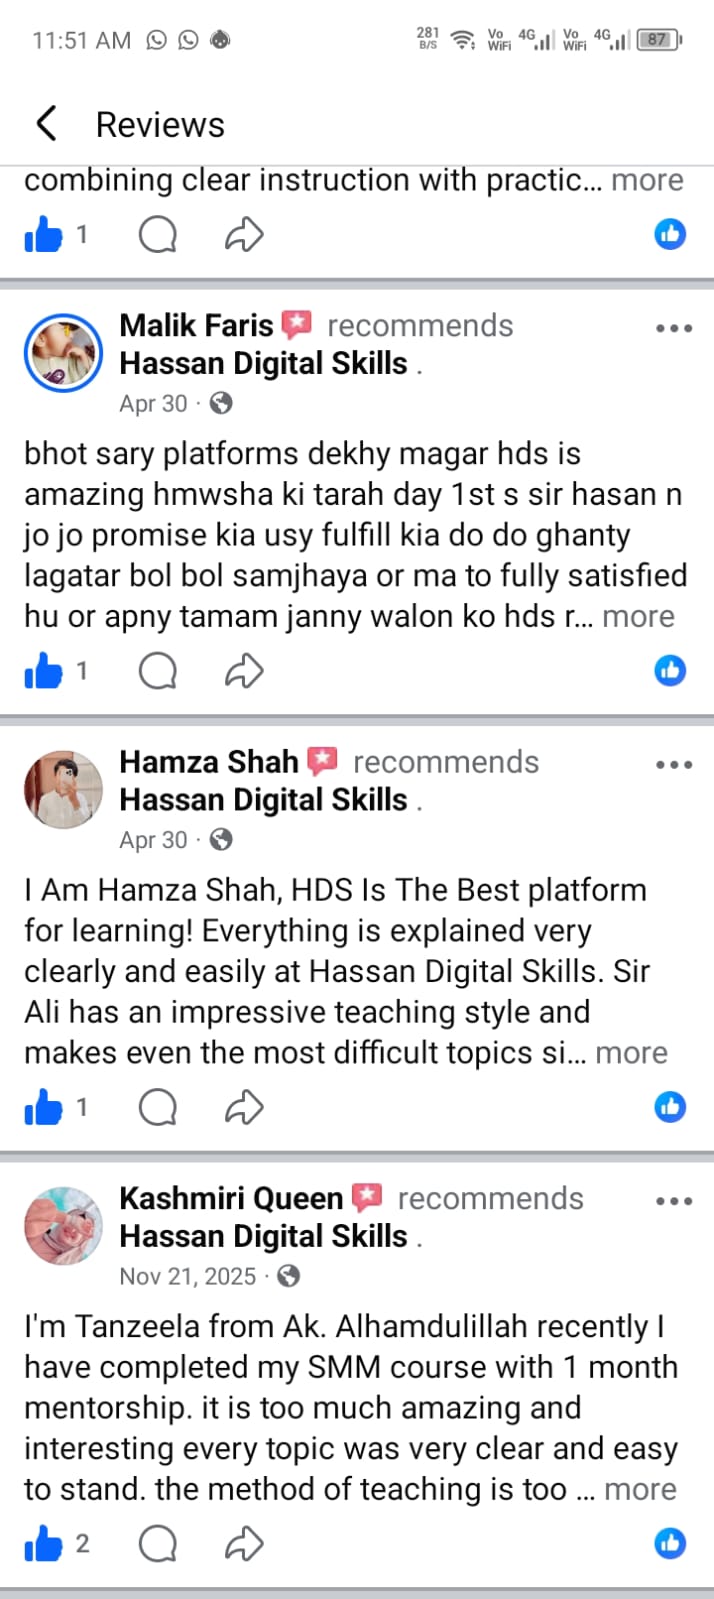 11:51 AM
281 B/S Vo WiFi 4G Vo WiFi 4G 87
Reviews
combining clear instruction with practic... more
1
Malik Faris recommends
Hassan Digital Skills .
Apr 30 ·
bhot sary platforms dekhy magar hds is
amazing hmwsha ki tarah day 1st s sir hasan n
jo jo promise kia usy fulfill kia do do ghanty
lagatar bol bol samjhaya or ma to fully satisfied
hu or apny tamam janny walon ko hds r... more
1
Hamza Shah recommends
Hassan Digital Skills .
Apr 30 ·
I Am Hamza Shah, HDS Is The Best platform
for learning! Everything is explained very
clearly and easily at Hassan Digital Skills. Sir
Ali has an impressive teaching style and
makes even the most difficult topics si... more
1
Kashmiri Queen recommends
Hassan Digital Skills .
Nov 21, 2025 ·
I'm Tanzeela from Ak. Alhamdulillah recently I
have completed my SMM course with 1 month
mentorship. it is too much amazing and
interesting every topic was very clear and easy
to stand. the method of teaching is too ... more
2